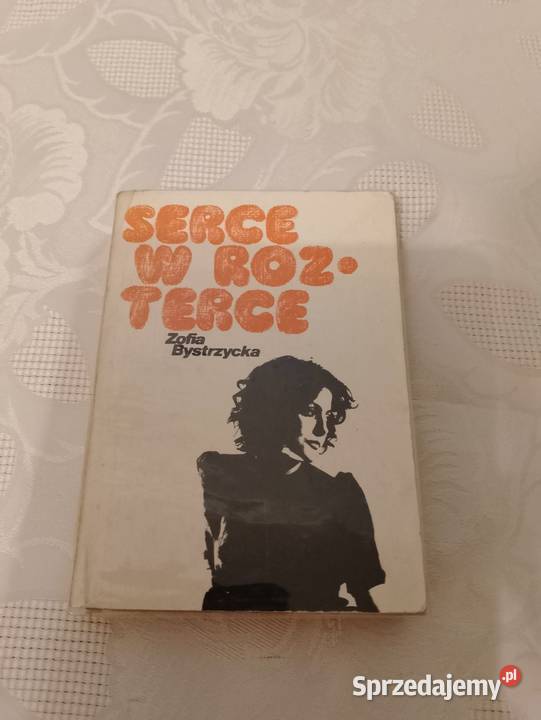 SERCE
W ROZ-
TERCE
Zofia
Bystrzycka
Sprzedajemy.pl